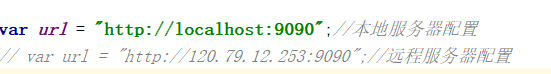 var url = "http://localhost:9090";//本地服务器配置
// var url = "http://120.79.12.253:9090";//远程服务器配置